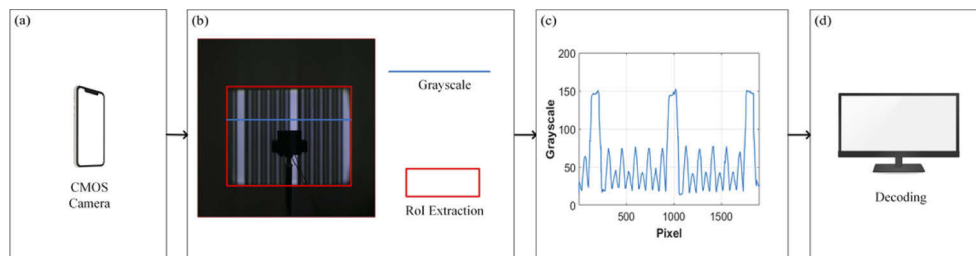 (a)
CMOS
Camera
(b)
Grayscale
RoI Extraction
(c)
200
150
100
50
0
500
1000
1500
Grayscale
Pixel
(d)
Decoding